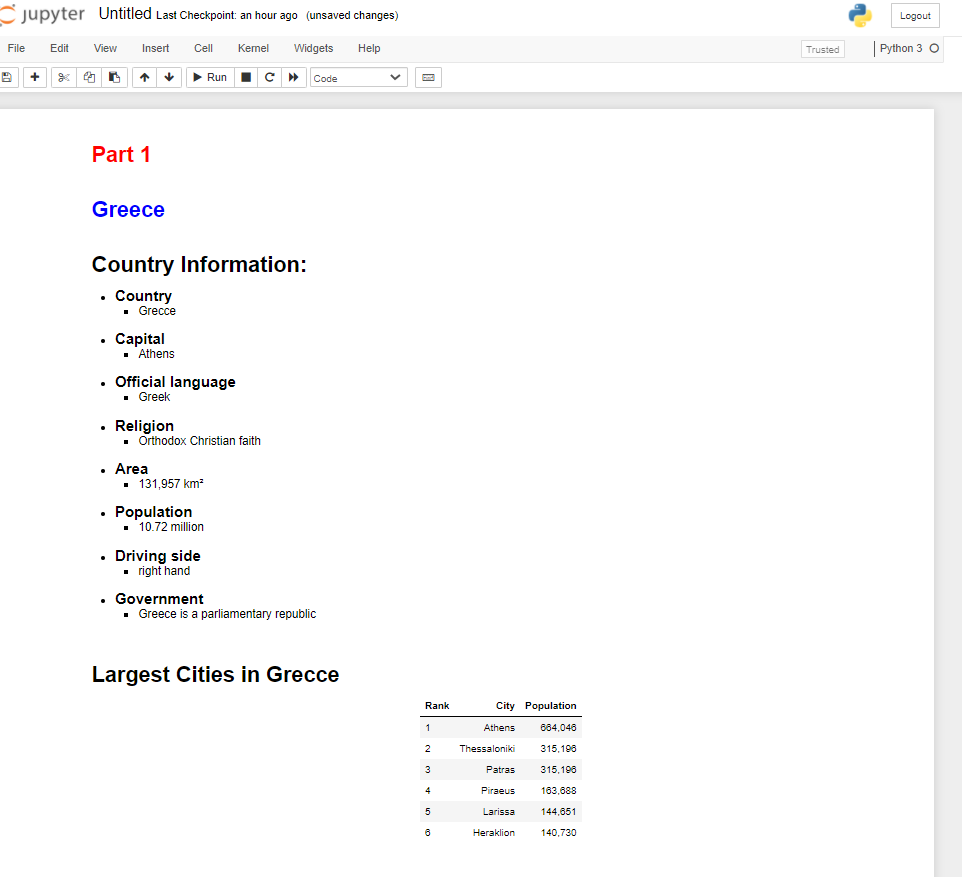 jupyter Untitled Last Checkpoint: an hour ago (unsaved changes) Logout
File Edit View Insert Cell Kernel Widgets Help Trusted Python 3
Run Code
Part 1
Greece
Country Information:
Country
Grecce
Capital
Athens
Official language
Greek
Religion
Orthodox Christian faith
Area
131,957 km²
Population
10.72 million
Driving side
right hand
Government
Greece is a parliamentary republic
Largest Cities in Grecce
Rank City Population
1 Athens 664,046
2 Thessaloniki 315,196
3 Patras 315,196
4 Piraeus 163,688
5 Larissa 144,651
6 Heraklion 140,730